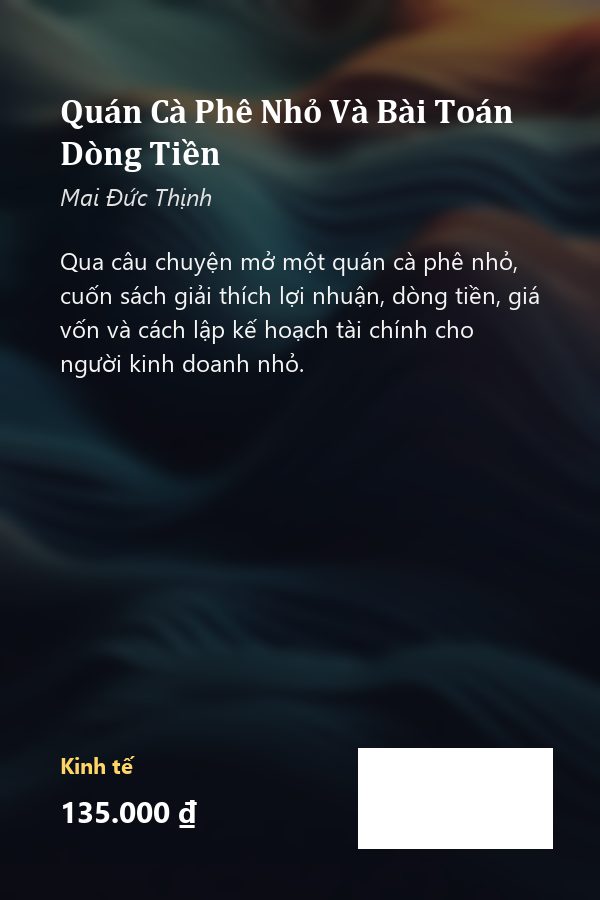 Quán Cà Phê Nhỏ Và Bài Toán
Dòng Tiền
Mai Đức Thịnh
Qua câu chuyện mở một quán cà phê nhỏ,
cuốn sách giải thích lợi nhuận, dòng tiền, giá
vốn và cách lập kế hoạch tài chính cho
người kinh doanh nhỏ.
Kinh tế
135.000 ₫